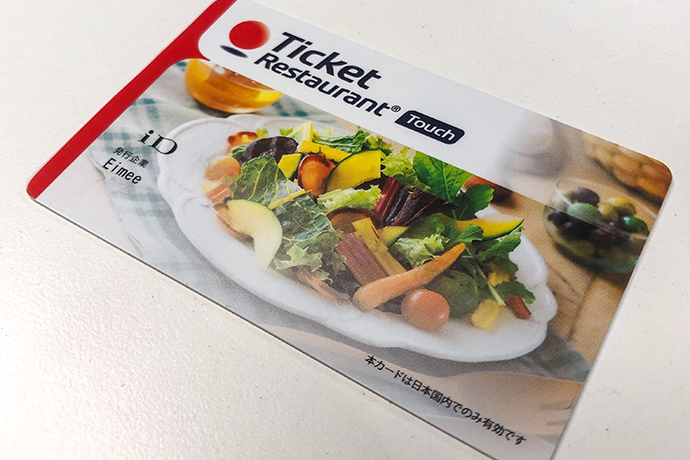 Ticket
Restaurant® Touch
iD
発行企業
Eimee
本カードは日本国内でのみ有効です